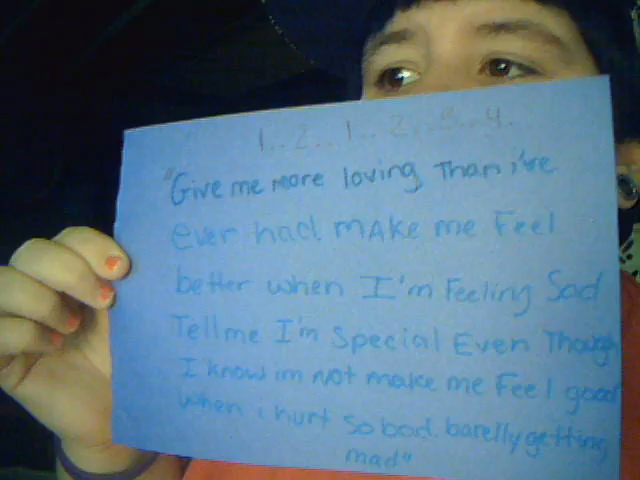 1.. 2.. 1.. 2.. 3.. 4.
"Give me more loving Than i've
ever had. make me Feel
better when I'm Feeling Sad
Tell me I'm Special Even Though
I know im not make me Feel good
when i hurt so bad. barelly getting
mad"